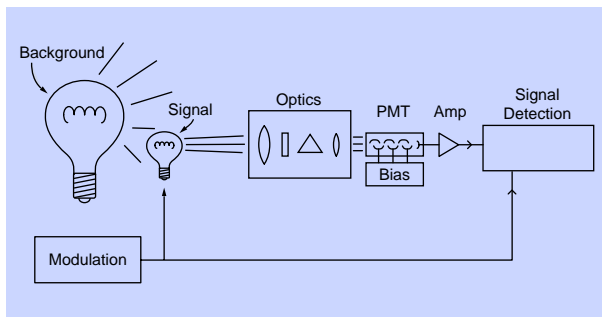 Background
Signal
Optics
PMT
Amp
Signal
Detection
Bias
Modulation